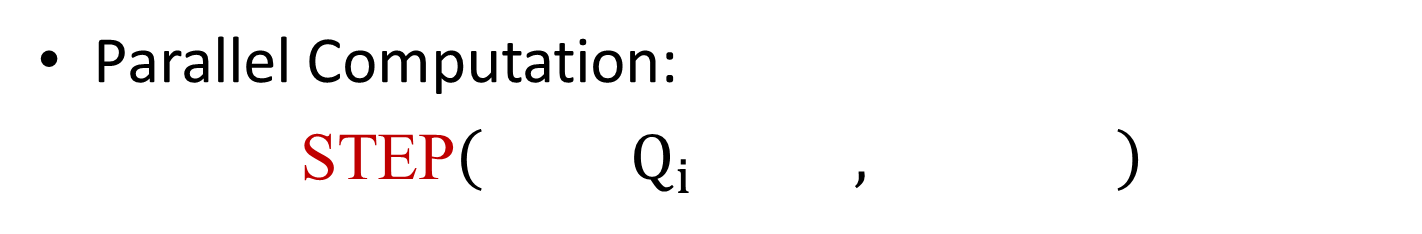 • Parallel Computation:
STEP( Qᵢ , )